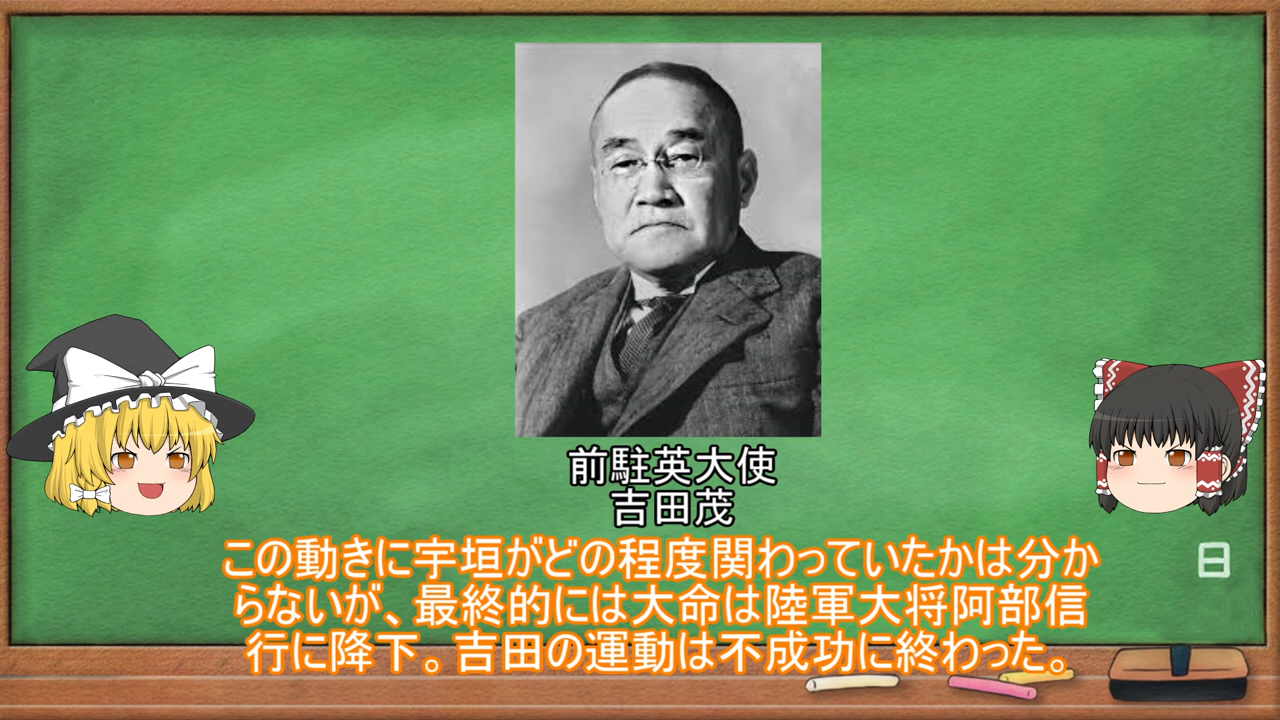 前駐英大使
吉田茂
この動きに宇垣がどの程度関わっていたかは分か
らないが、最終的には大命は陸軍大将阿部信
行に降下。吉田の運動は不成功に終わった。
日